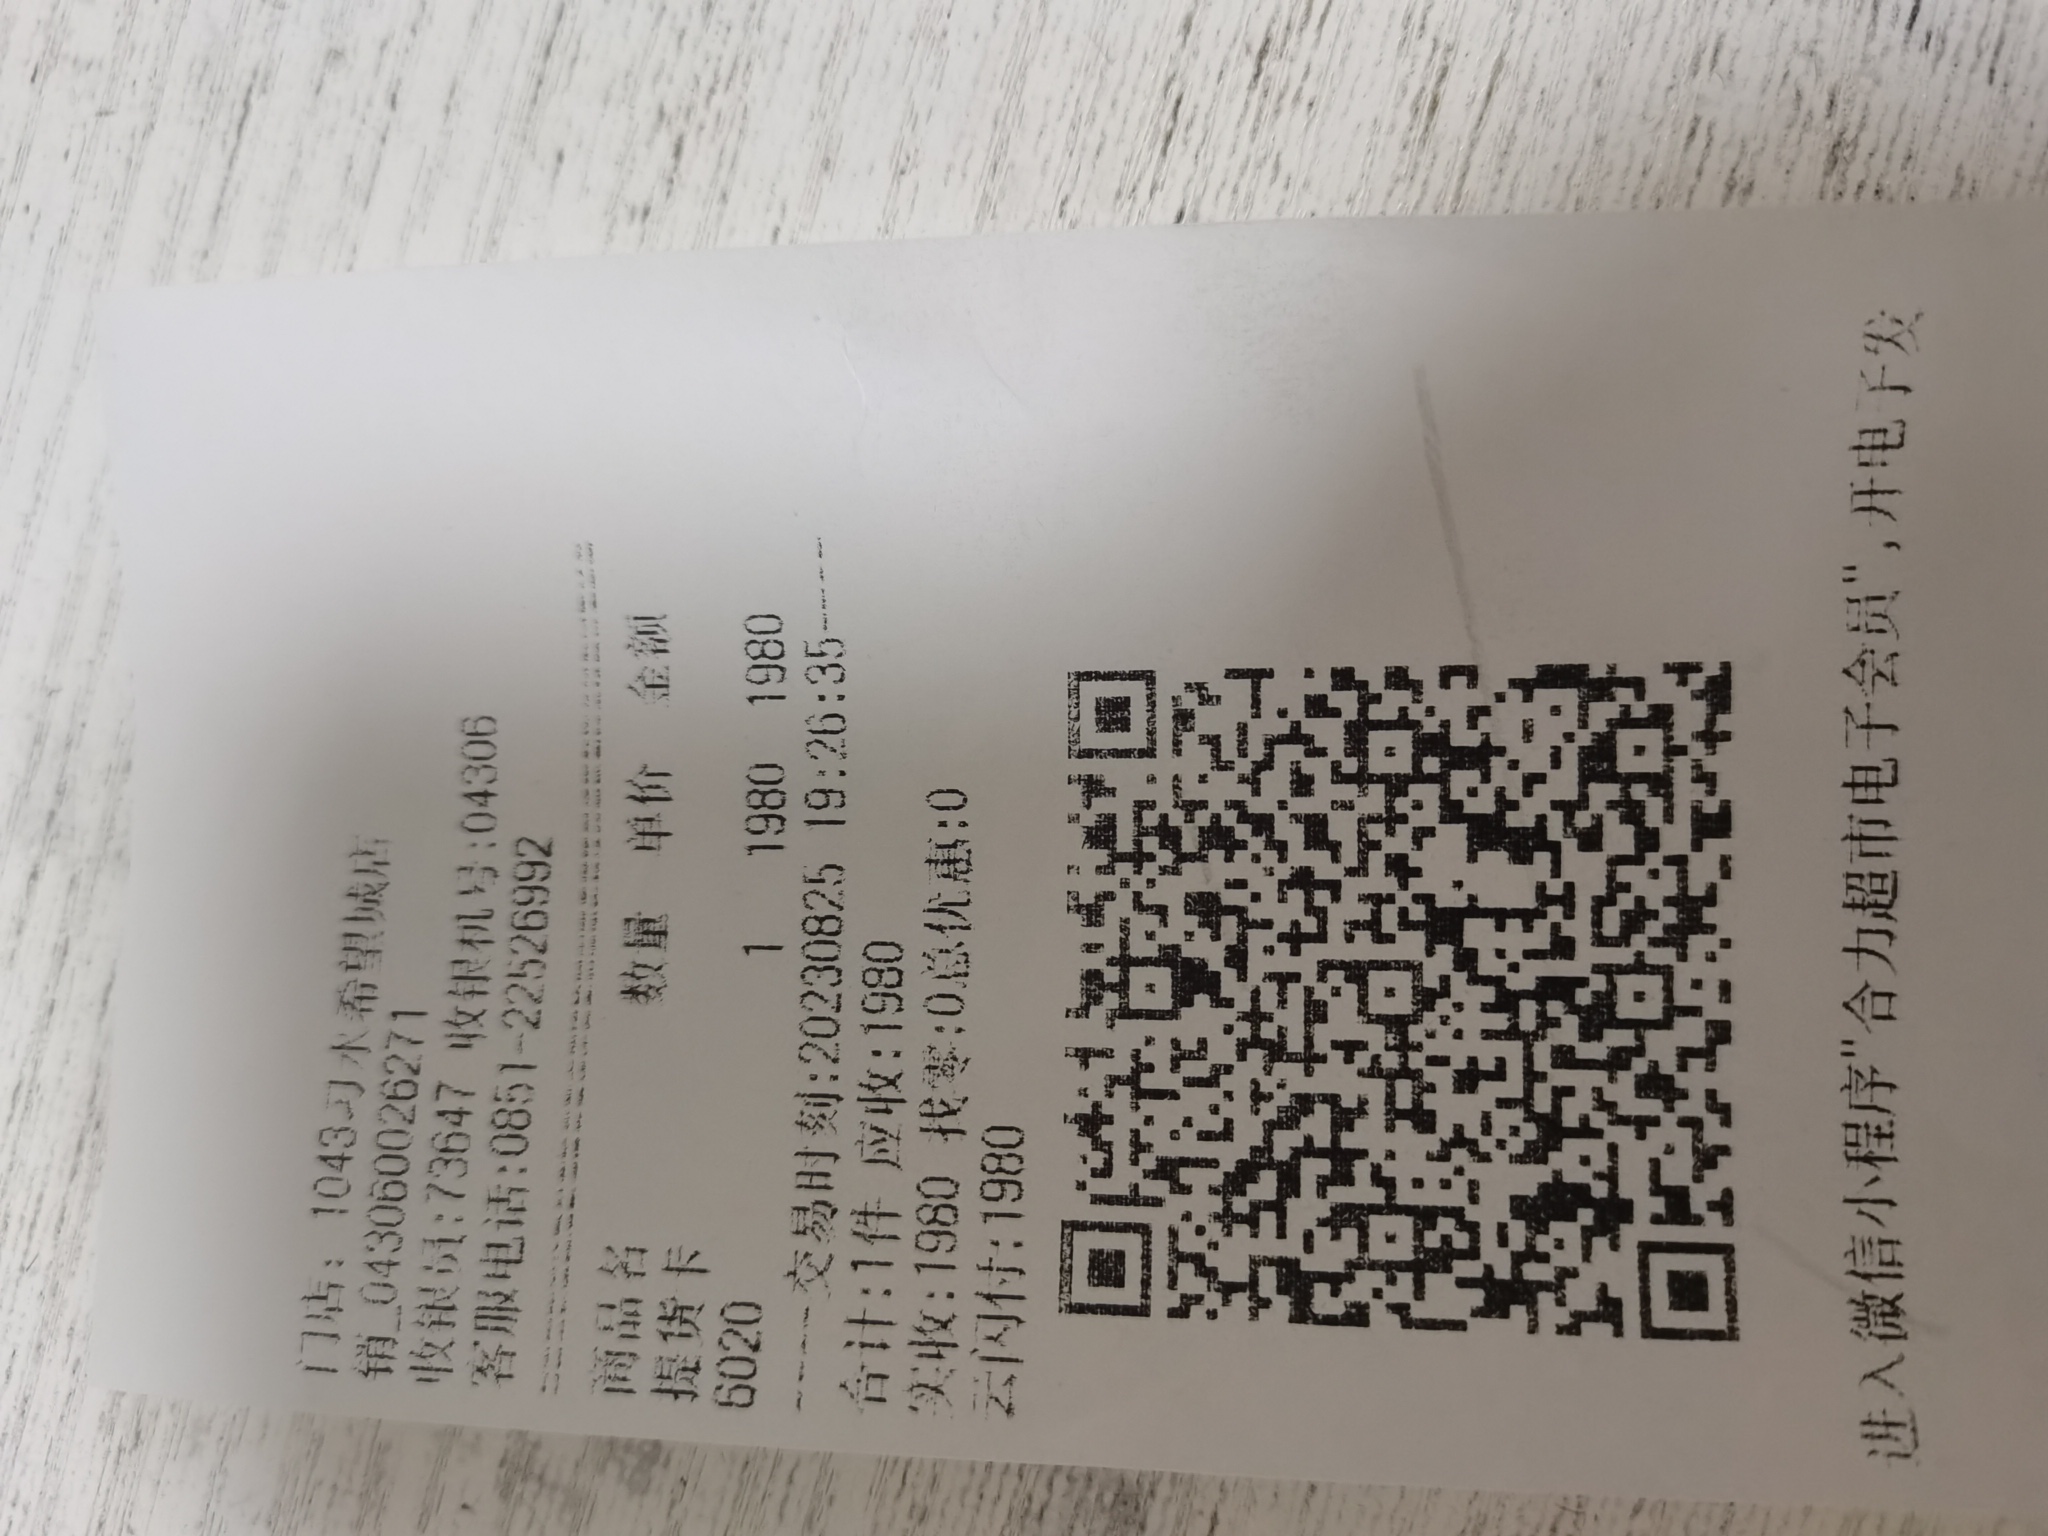 门店: 1043习水希望城店
销_043060026271
收银员:73647 收银机号:04306
客服电话:0851-22526992
商品名 数量 单价 金额
提货卡
6020 1 1980 1980
----交易时刻:20230825 19:26:35----
合计:1件 应收:1980
实收:1980 找零:0总优惠:0
云闪付:1980
进入微信小程序"合力超市电子会员",开电子发